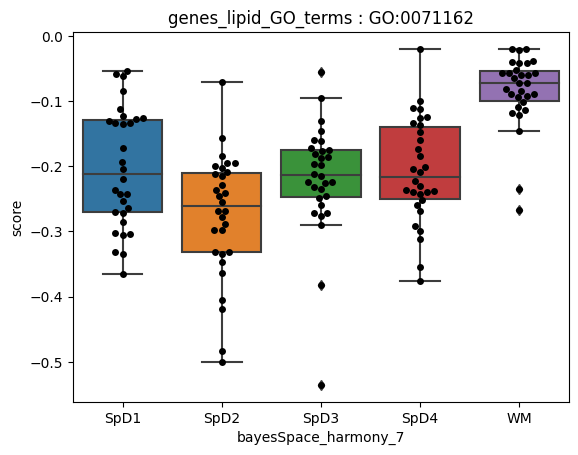 genes_lipid_GO_terms : GO:0071162
0.0
−0.1
−0.2
−0.3
−0.4
−0.5
score
SpD1 SpD2 SpD3 SpD4 WM
bayesSpace_harmony_7